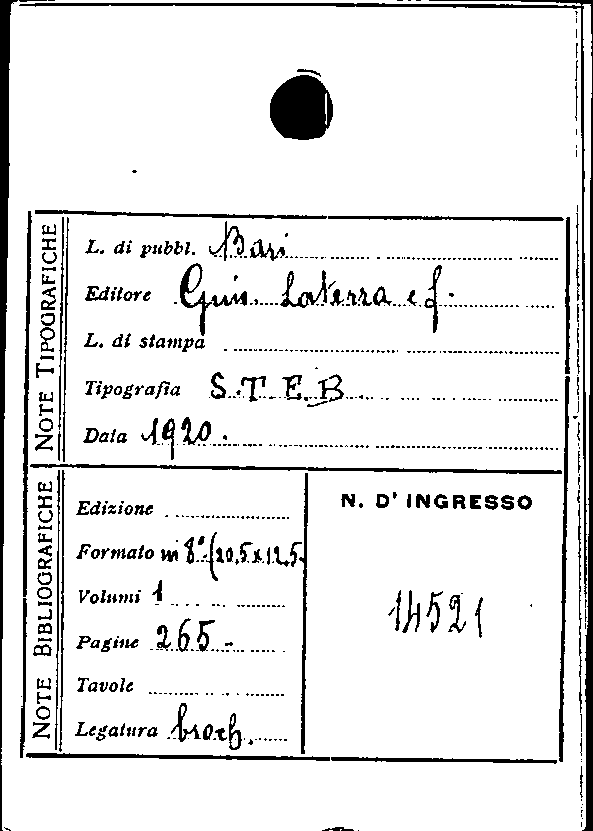 NOTE TIPOGRAFICHE
L. di pubbl. Bari
Editore Gius. Laterza e f.
L. di stampa
Tipografia S.T.E.B.
Data 1920.
NOTE BIBLIOGRAFICHE
Edizione
Formato in 8°.(20,5x12,5.
Volumi 1
Pagine 265.-
Tavole
Legatura broch.
N. D' INGRESSO
14521